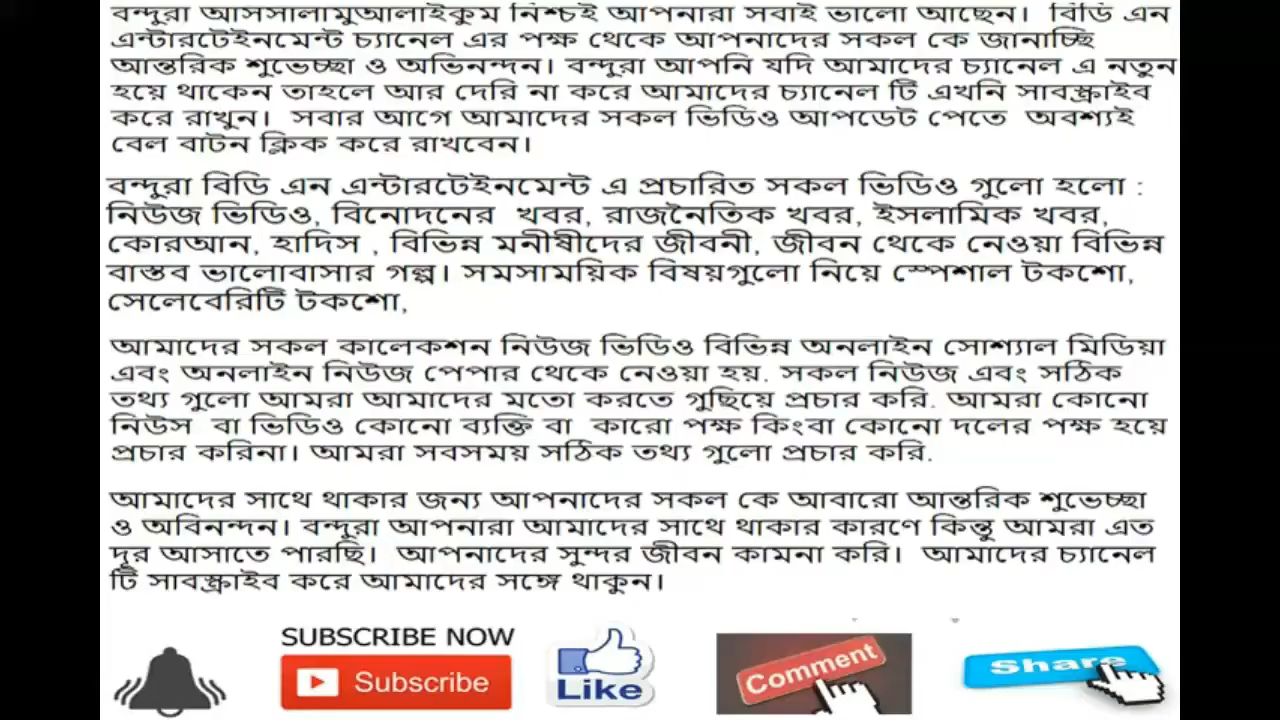 বন্দুরা আসসালামুআলাইকুম নিশ্চই আপনারা সবাই ভালো আছেন। বিডি এন
এন্টারটেইনমেন্ট চ্যানেল এর পক্ষ থেকে আপনাদের সকল কে জানাচ্ছি
আন্তরিক শুভেচ্ছা ও অভিনন্দন। বন্দুরা আপনি যদি আমাদের চ্যানেল এ নতুন
হয়ে থাকেন তাহলে আর দেরি না করে আমাদের চ্যানেল টি এখনি সাবস্ক্রাইব
করে রাখুন। সবার আগে আমাদের সকল ভিডিও আপডেট পেতে অবশ্যই
বেল বাটন ক্লিক করে রাখবেন।
বন্দুরা বিডি এন এন্টারটেইনমেন্ট এ প্রচারিত সকল ভিডিও গুলো হলো :
নিউজ ভিডিও, বিনোদনের খবর, রাজনৈতিক খবর, ইসলামিক খবর,
কোরআন, হাদিস , বিভিন্ন মনীষীদের জীবনী, জীবন থেকে নেওয়া বিভিন্ন
বাস্তব ভালোবাসার গল্প। সমসাময়িক বিষয়গুলো নিয়ে স্পেশাল টকশো,
সেলেবেরিটি টকশো,
আমাদের সকল কালেকশন নিউজ ভিডিও বিভিন্ন অনলাইন সোশ্যাল মিডিয়া
এবং অনলাইন নিউজ পেপার থেকে নেওয়া হয়. সকল নিউজ এবং সঠিক
তথ্য গুলো আমরা আমাদের মতো করতে গুছিয়ে প্রচার করি. আমরা কোনো
নিউস বা ভিডিও কোনো ব্যক্তি বা কারো পক্ষ কিংবা কোনো দলের পক্ষ হয়ে
প্রচার করিনা। আমরা সবসময় সঠিক তথ্য গুলো প্রচার করি.
আমাদের সাথে থাকার জন্য আপনাদের সকল কে আবারো আন্তরিক শুভেচ্ছা
ও অবিনন্দন। বন্দুরা আপনারা আমাদের সাথে থাকার কারণে কিন্তু আমরা এত
দূর আসাতে পারছি। আপনাদের সুন্দর জীবন কামনা করি। আমাদের চ্যানেল
টি সাবস্ক্রাইব করে আমাদের সঙ্গে থাকুন।
SUBSCRIBE NOW
Subscribe
Like
Comment
Share